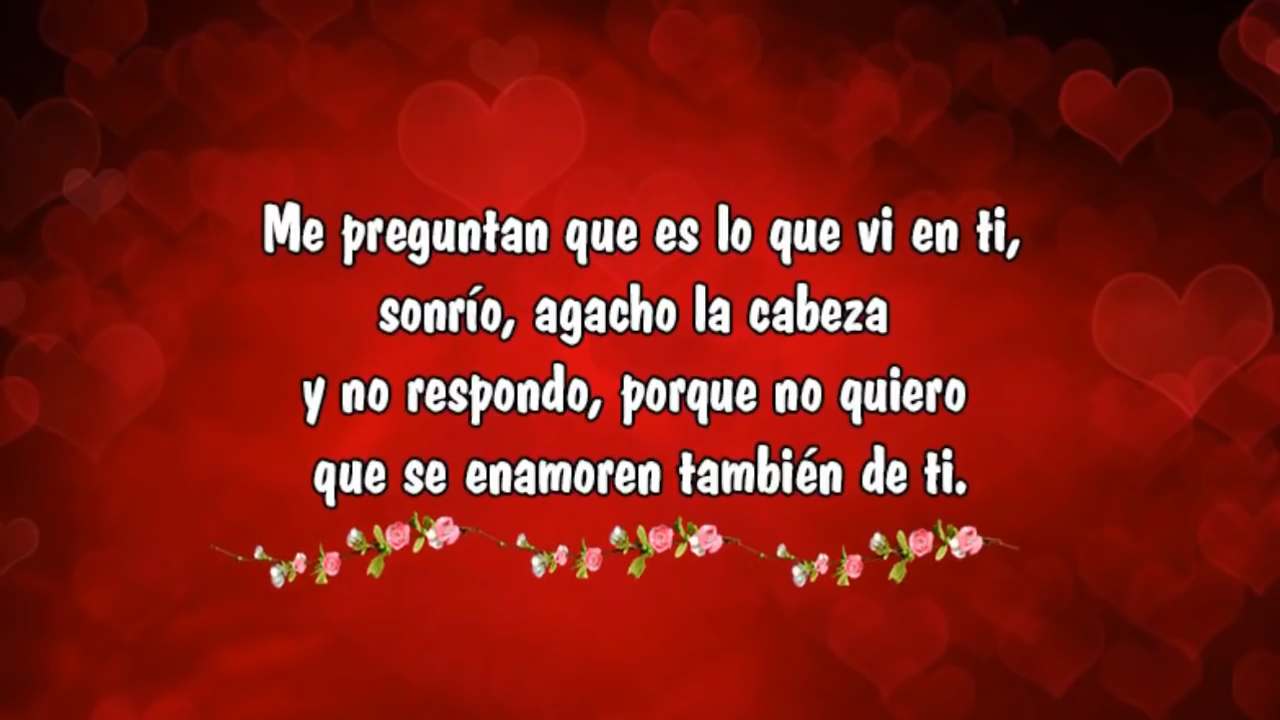 Me preguntan que es lo que vi en ti,
sonrío, agacho la cabeza
y no respondo, porque no quiero
que se enamoren también de ti.